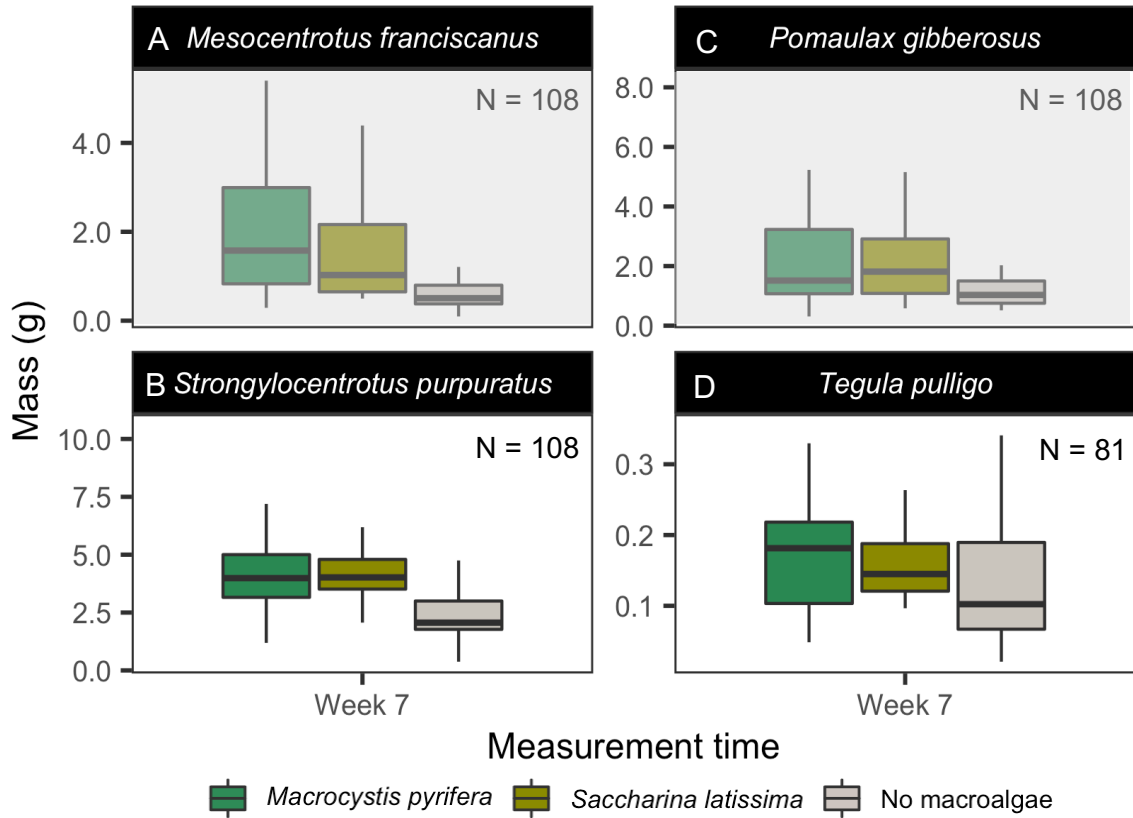 A Mesocentrotus franciscanus
N = 108
4.0
2.0
0.0
C Pomaulax gibberosus
N = 108
8.0
6.0
4.0
2.0
0.0
Mass (g)
B Strongylocentrotus purpuratus
N = 108
10.0
7.5
5.0
2.5
0.0
Week 7
D Tegula pulligo
N = 81
0.3
0.2
0.1
Week 7
Measurement time
Macrocystis pyrifera Saccharina latissima No macroalgae